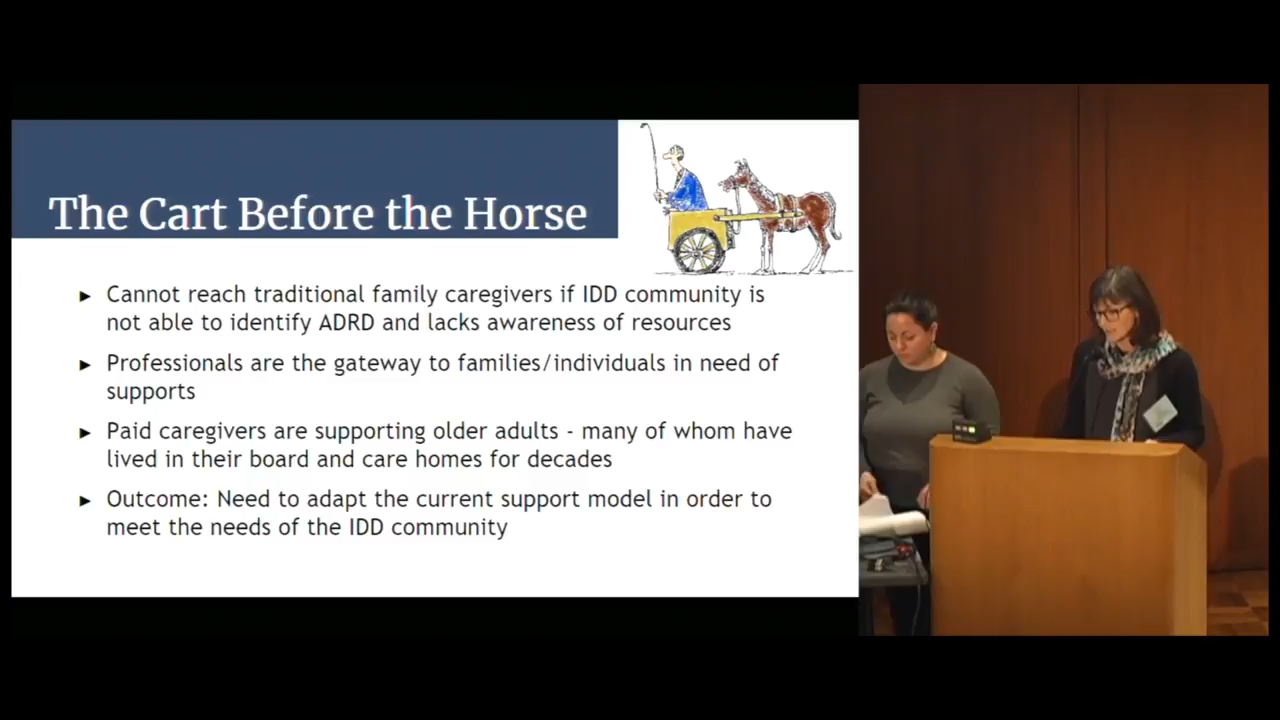 The Cart Before the Horse
Cannot reach traditional family caregivers if IDD community is
not able to identify ADRD and lacks awareness of resources
Professionals are the gateway to families/individuals in need of
supports
Paid caregivers are supporting older adults - many of whom have
lived in their board and care homes for decades
Outcome: Need to adapt the current support model in order to
meet the needs of the IDD community